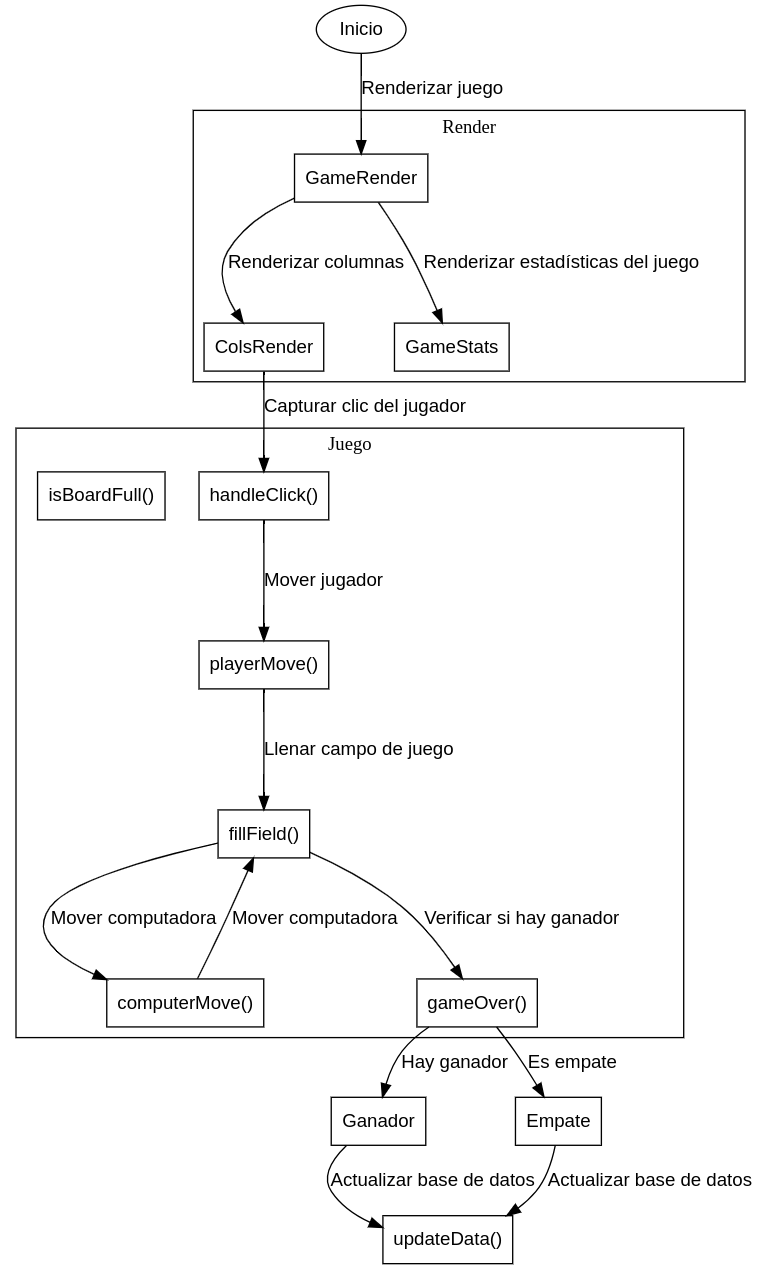 Inicio
Renderizar juego
Render
GameRender
Renderizar columnas
Renderizar estadísticas del juego
ColsRender
GameStats
Capturar clic del jugador
Juego
isBoardFull()
handleClick()
Mover jugador
playerMove()
Llenar campo de juego
fillField()
Mover computadora
Mover computadora
Verificar si hay ganador
computerMove()
gameOver()
Hay ganador
Es empate
Ganador
Empate
Actualizar base de datos
Actualizar base de datos
updateData()